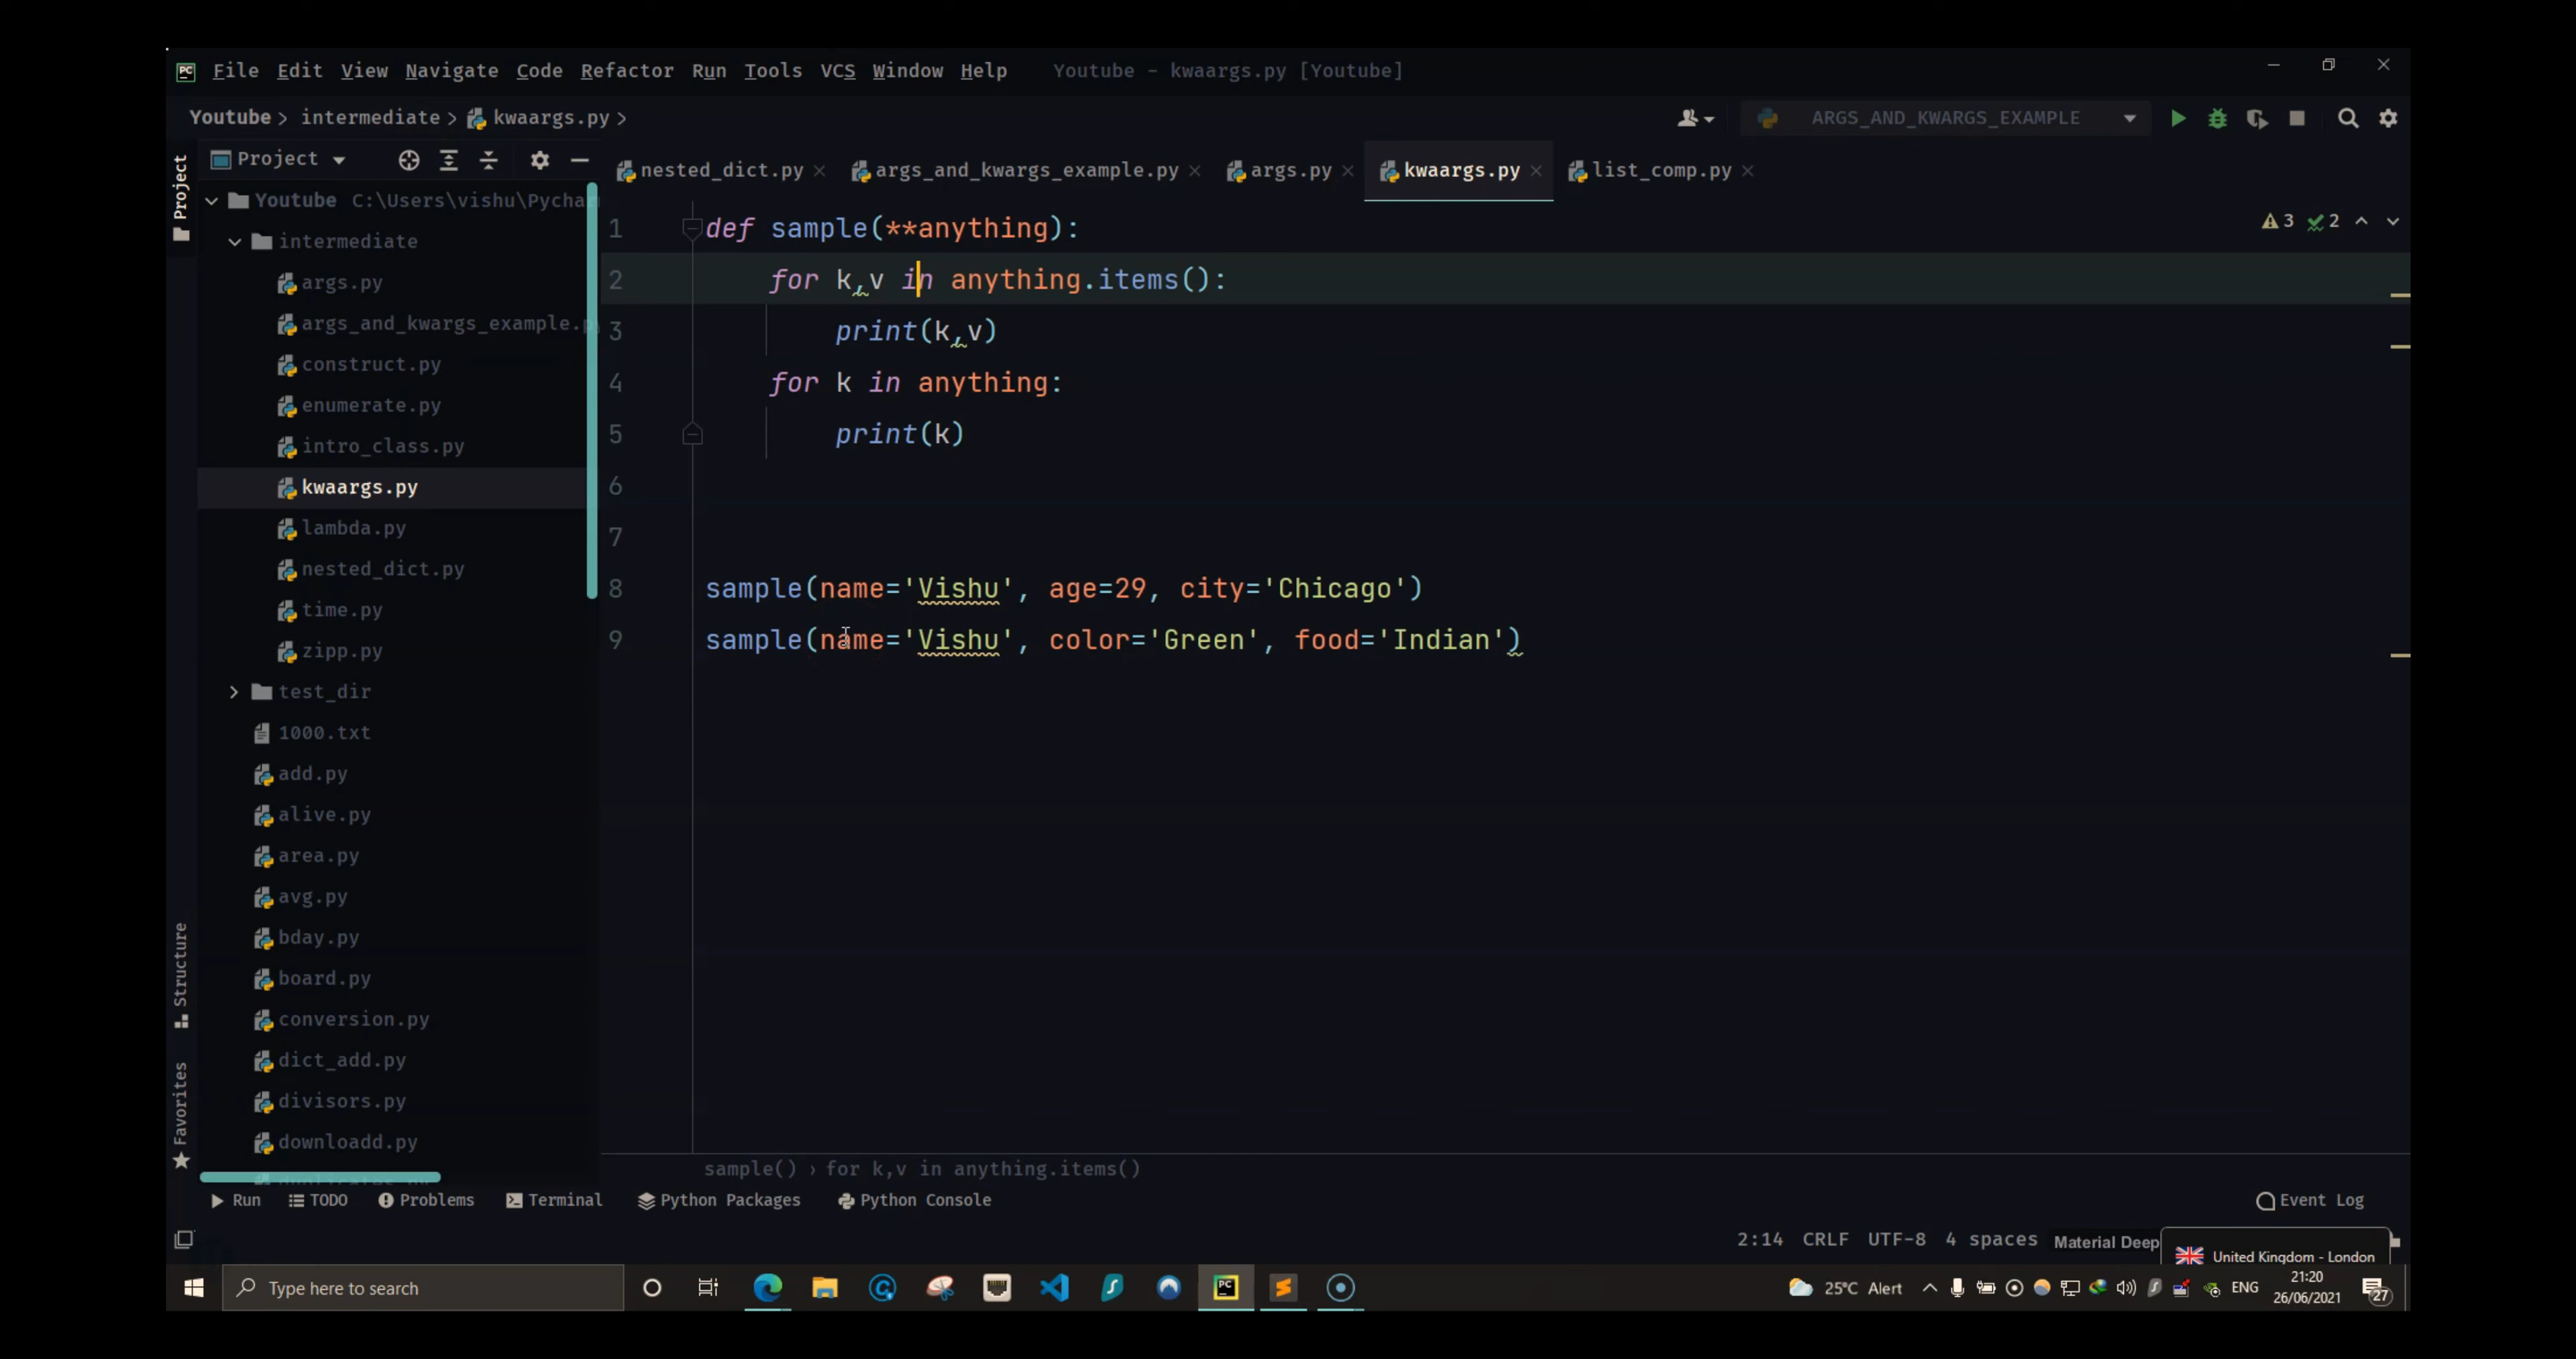 File Edit View Navigate Code Refactor Run Tools VCS Window Help Youtube - kwaargs.py [Youtube]
Youtube > intermediate > kwaargs.py >
ARGS_AND_KWARGS_EXAMPLE
Project
Project
nested_dict.py args_and_kwargs_example.py args.py kwaargs.py list_comp.py
Youtube C:\Users\vishu\Pychar
intermediate
args.py
args_and_kwargs_example.p
construct.py
enumerate.py
intro_class.py
kwaargs.py
lambda.py
nested_dict.py
time.py
zipp.py
test_dir
1000.txt
add.py
alive.py
area.py
avg.py
bday.py
board.py
conversion.py
dict_add.py
divisors.py
downloadd.py
Structure
Favorites
3 2
1 def sample(**anything):
2 for k,v in anything.items():
3 print(k,v)
4 for k in anything:
5 print(k)
6
7
8 sample(name='Vishu', age=29, city='Chicago')
9 sample(name='Vishu', color='Green', food='Indian')
sample() › for k,v in anything.items()
Run TODO Problems Terminal Python Packages Python Console Event Log
2:14 CRLF UTF-8 4 spaces Material Deep
United Kingdom - London
Type here to search
PC
25°C Alert
ENG
21:20
26/06/2021
27